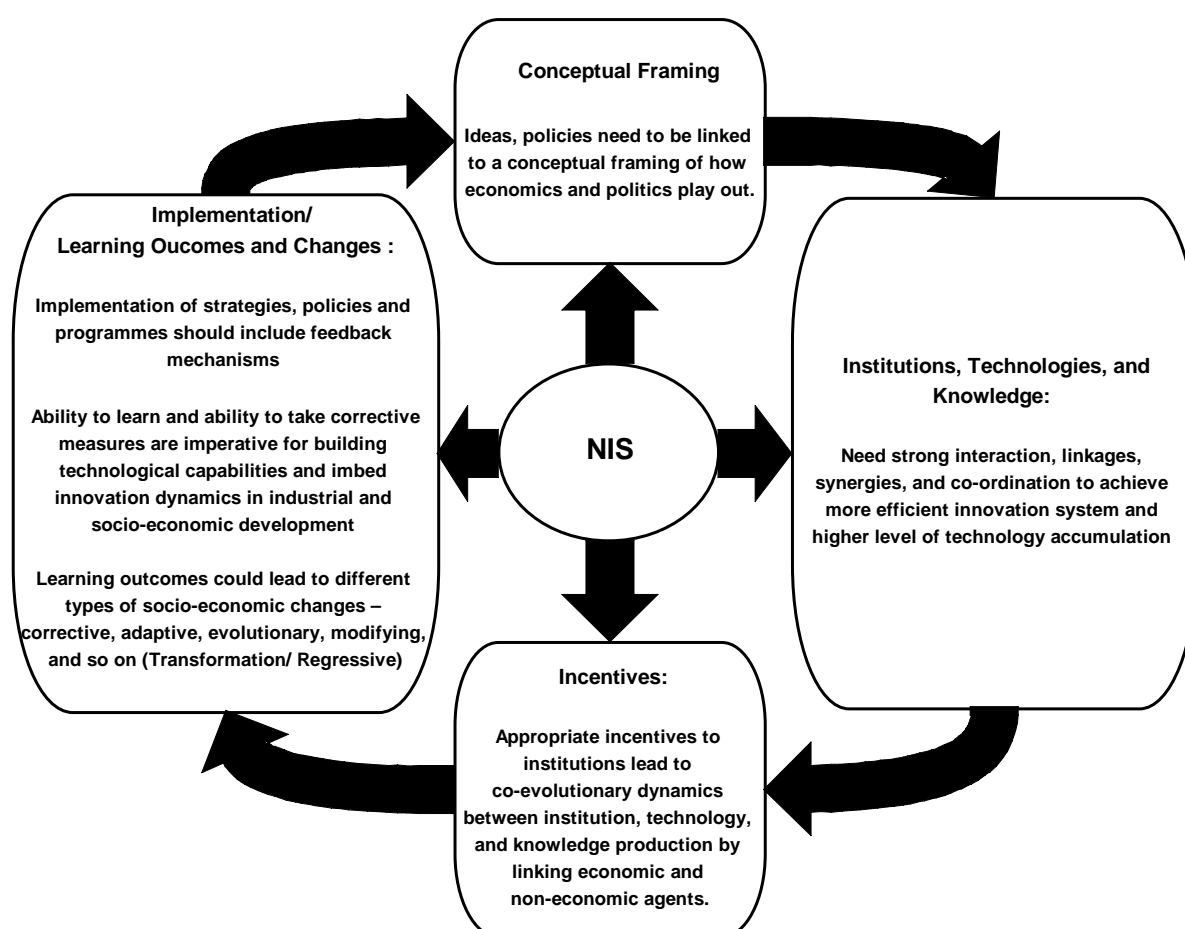 Conceptual Framing
Ideas, policies need to be linked
to a conceptual framing of how
economics and politics play out.
Implementation/
Learning Oucomes and Changes :
Implementation of strategies, policies and
programmes should include feedback
mechanisms
Ability to learn and ability to take corrective
measures are imperative for building
technological capabilities and imbed
innovation dynamics in industrial and
socio-economic development
Learning outcomes could lead to different
types of socio-economic changes –
corrective, adaptive, evolutionary, modifying,
and so on (Transformation/ Regressive)
NIS
Institutions, Technologies, and
Knowledge:
Need strong interaction, linkages,
synergies, and co-ordination to achieve
more efficient innovation system and
higher level of technology accumulation
Incentives:
Appropriate incentives to
institutions lead to
co-evolutionary dynamics
between institution, technology,
and knowledge production by
linking economic and
non-economic agents.